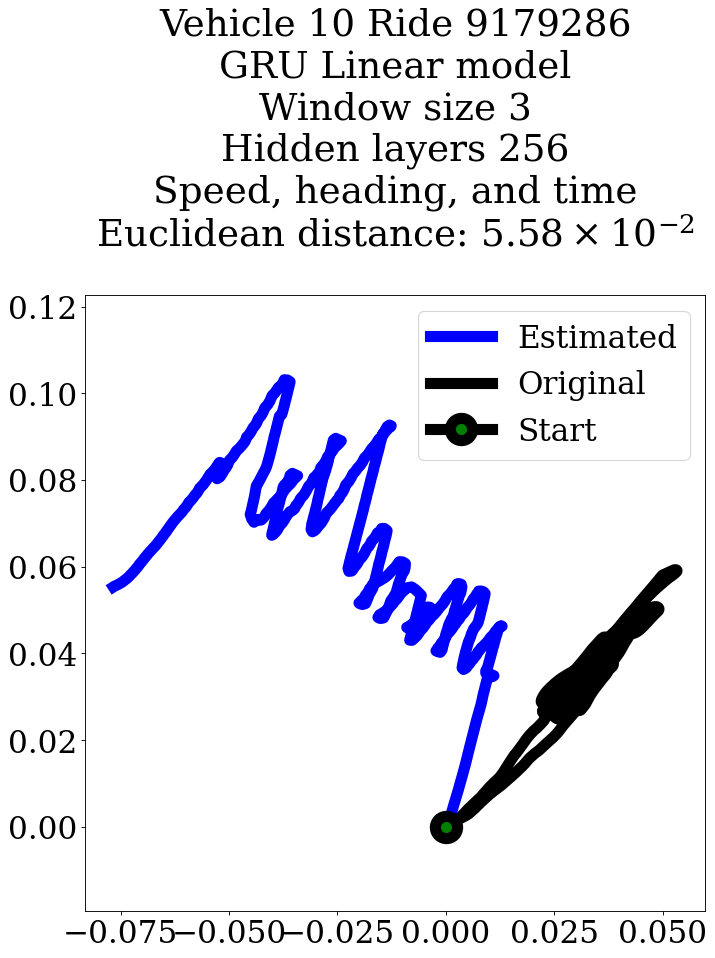 Vehicle 10 Ride 9179286
GRU Linear model
Window size 3
Hidden layers 256
Speed, heading, and time
Euclidean distance: 5.58 × 10⁻²
0.12
0.10
0.08
0.06
0.04
0.02
0.00
Estimated
Original
Start
−0.075 −0.050 −0.025 0.000 0.025 0.050